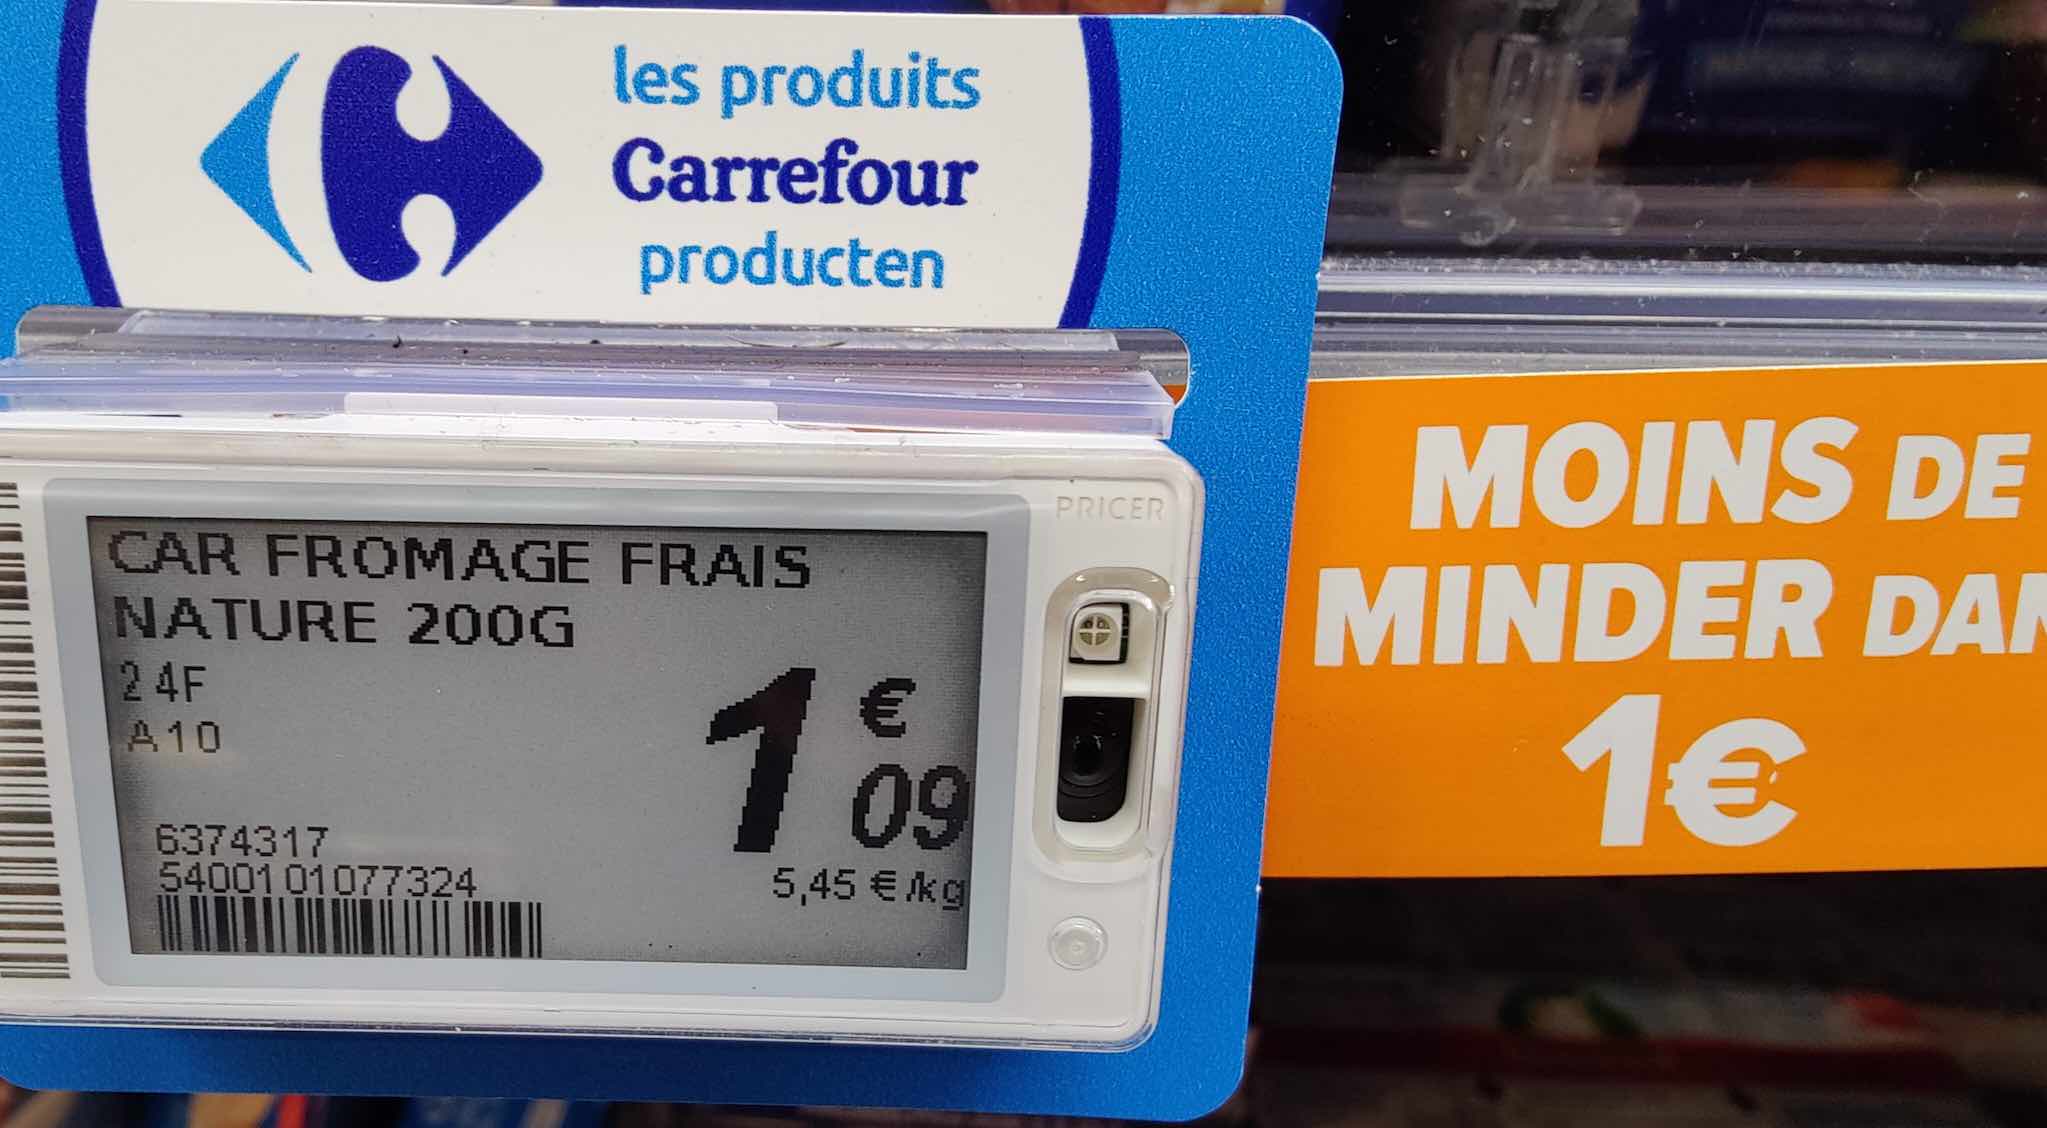 les produits
Carrefour
producten
PRICER
CAR FROMAGE FRAIS
NATURE 200G
24F
A10
1 € 09
6374317
5400101077324
5,45 €/kg
MOINS DE
MINDER DAN
1€